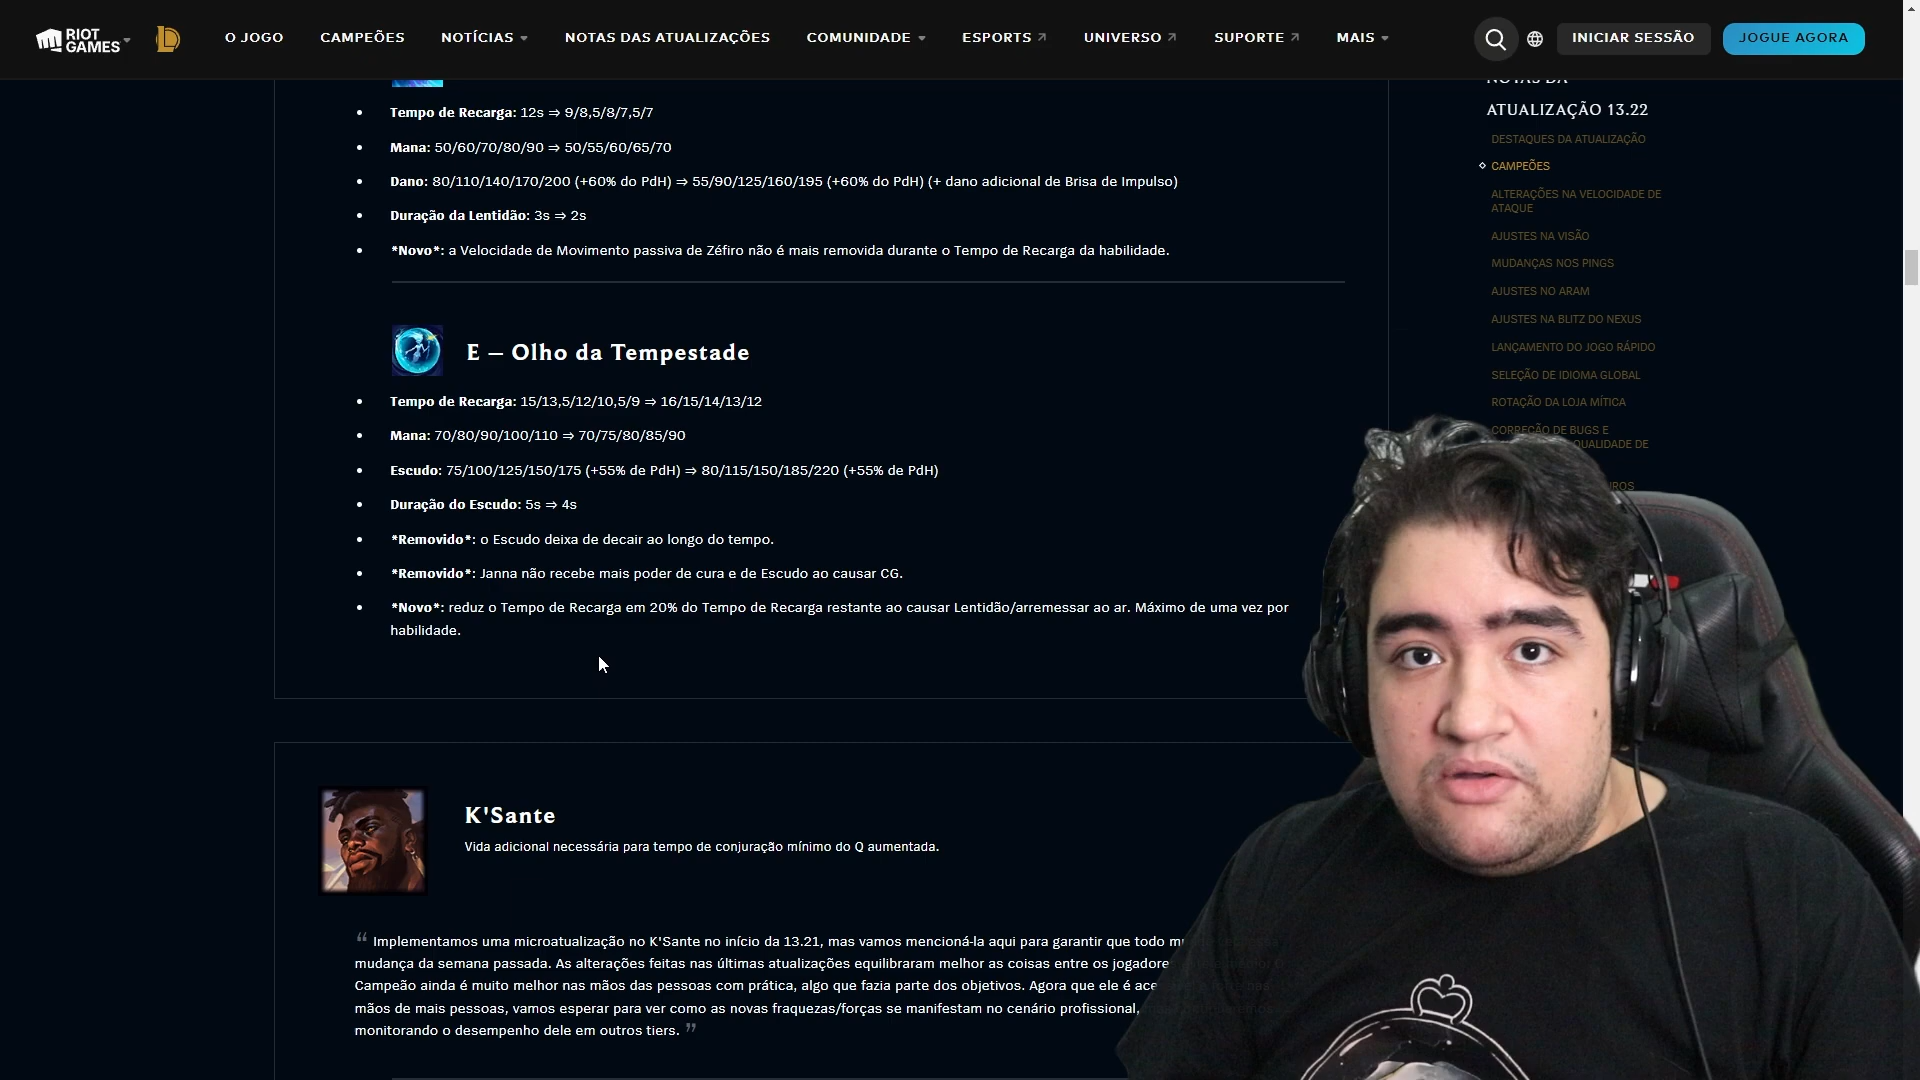 RIOT GAMES
O JOGO
CAMPEÕES
NOTÍCIAS
NOTAS DAS ATUALIZAÇÕES
COMUNIDADE
ESPORTS
UNIVERSO
SUPORTE
MAIS
INICIAR SESSÃO
JOGUE AGORA
Tempo de Recarga: 12s ⇒ 9/8,5/8/7,5/7
Mana: 50/60/70/80/90 ⇒ 50/55/60/65/70
Dano: 80/110/140/170/200 (+60% do PdH) ⇒ 55/90/125/160/195 (+60% do PdH) (+ dano adicional de Brisa de Impulso)
Duração da Lentidão: 3s ⇒ 2s
*Novo*: a Velocidade de Movimento passiva de Zéfiro não é mais removida durante o Tempo de Recarga da habilidade.
E – Olho da Tempestade
Tempo de Recarga: 15/13,5/12/10,5/9 ⇒ 16/15/14/13/12
Mana: 70/80/90/100/110 ⇒ 70/75/80/85/90
Escudo: 75/100/125/150/175 (+55% de PdH) ⇒ 80/115/150/185/220 (+55% de PdH)
Duração do Escudo: 5s ⇒ 4s
*Removido*: o Escudo deixa de decair ao longo do tempo.
*Removido*: Janna não recebe mais poder de cura e de Escudo ao causar CG.
*Novo*: reduz o Tempo de Recarga em 20% do Tempo de Recarga restante ao causar Lentidão/arremessar ao ar. Máximo de uma vez por
habilidade.
K'Sante
Vida adicional necessária para tempo de conjuração mínimo do Q aumentada.
“ Implementamos uma microatualização no K'Sante no início da 13.21, mas vamos mencioná-la aqui para garantir que todo
mudança da semana passada. As alterações feitas nas últimas atualizações equilibraram melhor as coisas entre os
Campeão ainda é muito melhor nas mãos das pessoas com prática, algo que fazia parte dos objetivos. Agora que ele é
mãos de mais pessoas, vamos esperar para ver como as novas fraquezas/forças se manifestam no cenário profissional,
monitorando o desempenho dele em outros tiers. ”
NOTAS DA
ATUALIZAÇÃO 13.22
DESTAQUES DA ATUALIZAÇÃO
CAMPEÕES
ALTERAÇÕES NA VELOCIDADE DE
ATAQUE
AJUSTES NA VISÃO
MUDANÇAS NOS PINGS
AJUSTES NO ARAM
AJUSTES NA BLITZ DO NEXUS
LANÇAMENTO DO JOGO RÁPIDO
SELEÇÃO DE IDIOMA GLOBAL
ROTAÇÃO DA LOJA MÍTICA
CORREÇÃO DE BUGS E
QUALIDADE DE